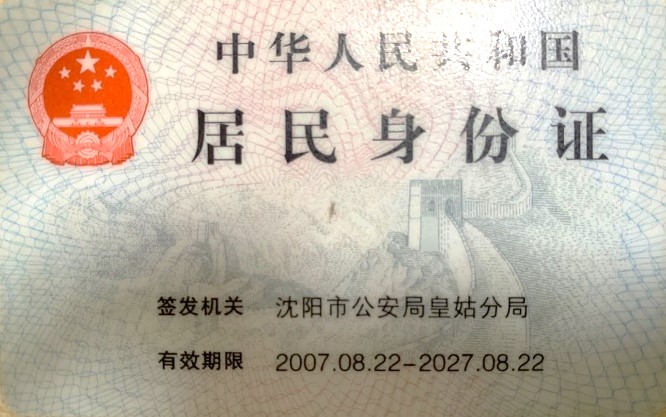 中华人民共和国
居民身份证
签发机关 沈阳市公安局皇姑分局
有效期限 2007.08.22-2027.08.22